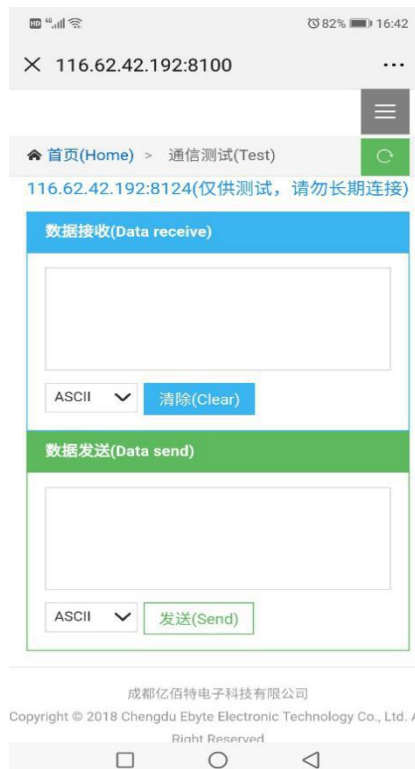 HD 46 82% 16:42
116.62.42.192:8100
首页(Home) > 通信测试(Test)
116.62.42.192:8124(仅供测试，请勿长期连接)
数据接收(Data receive)
ASCII 清除(Clear)
数据发送(Data send)
ASCII 发送(Send)
成都亿佰特电子科技有限公司
Copyright © 2018 Chengdu Ebyte Electronic Technology Co., Ltd. A
Right Reserved